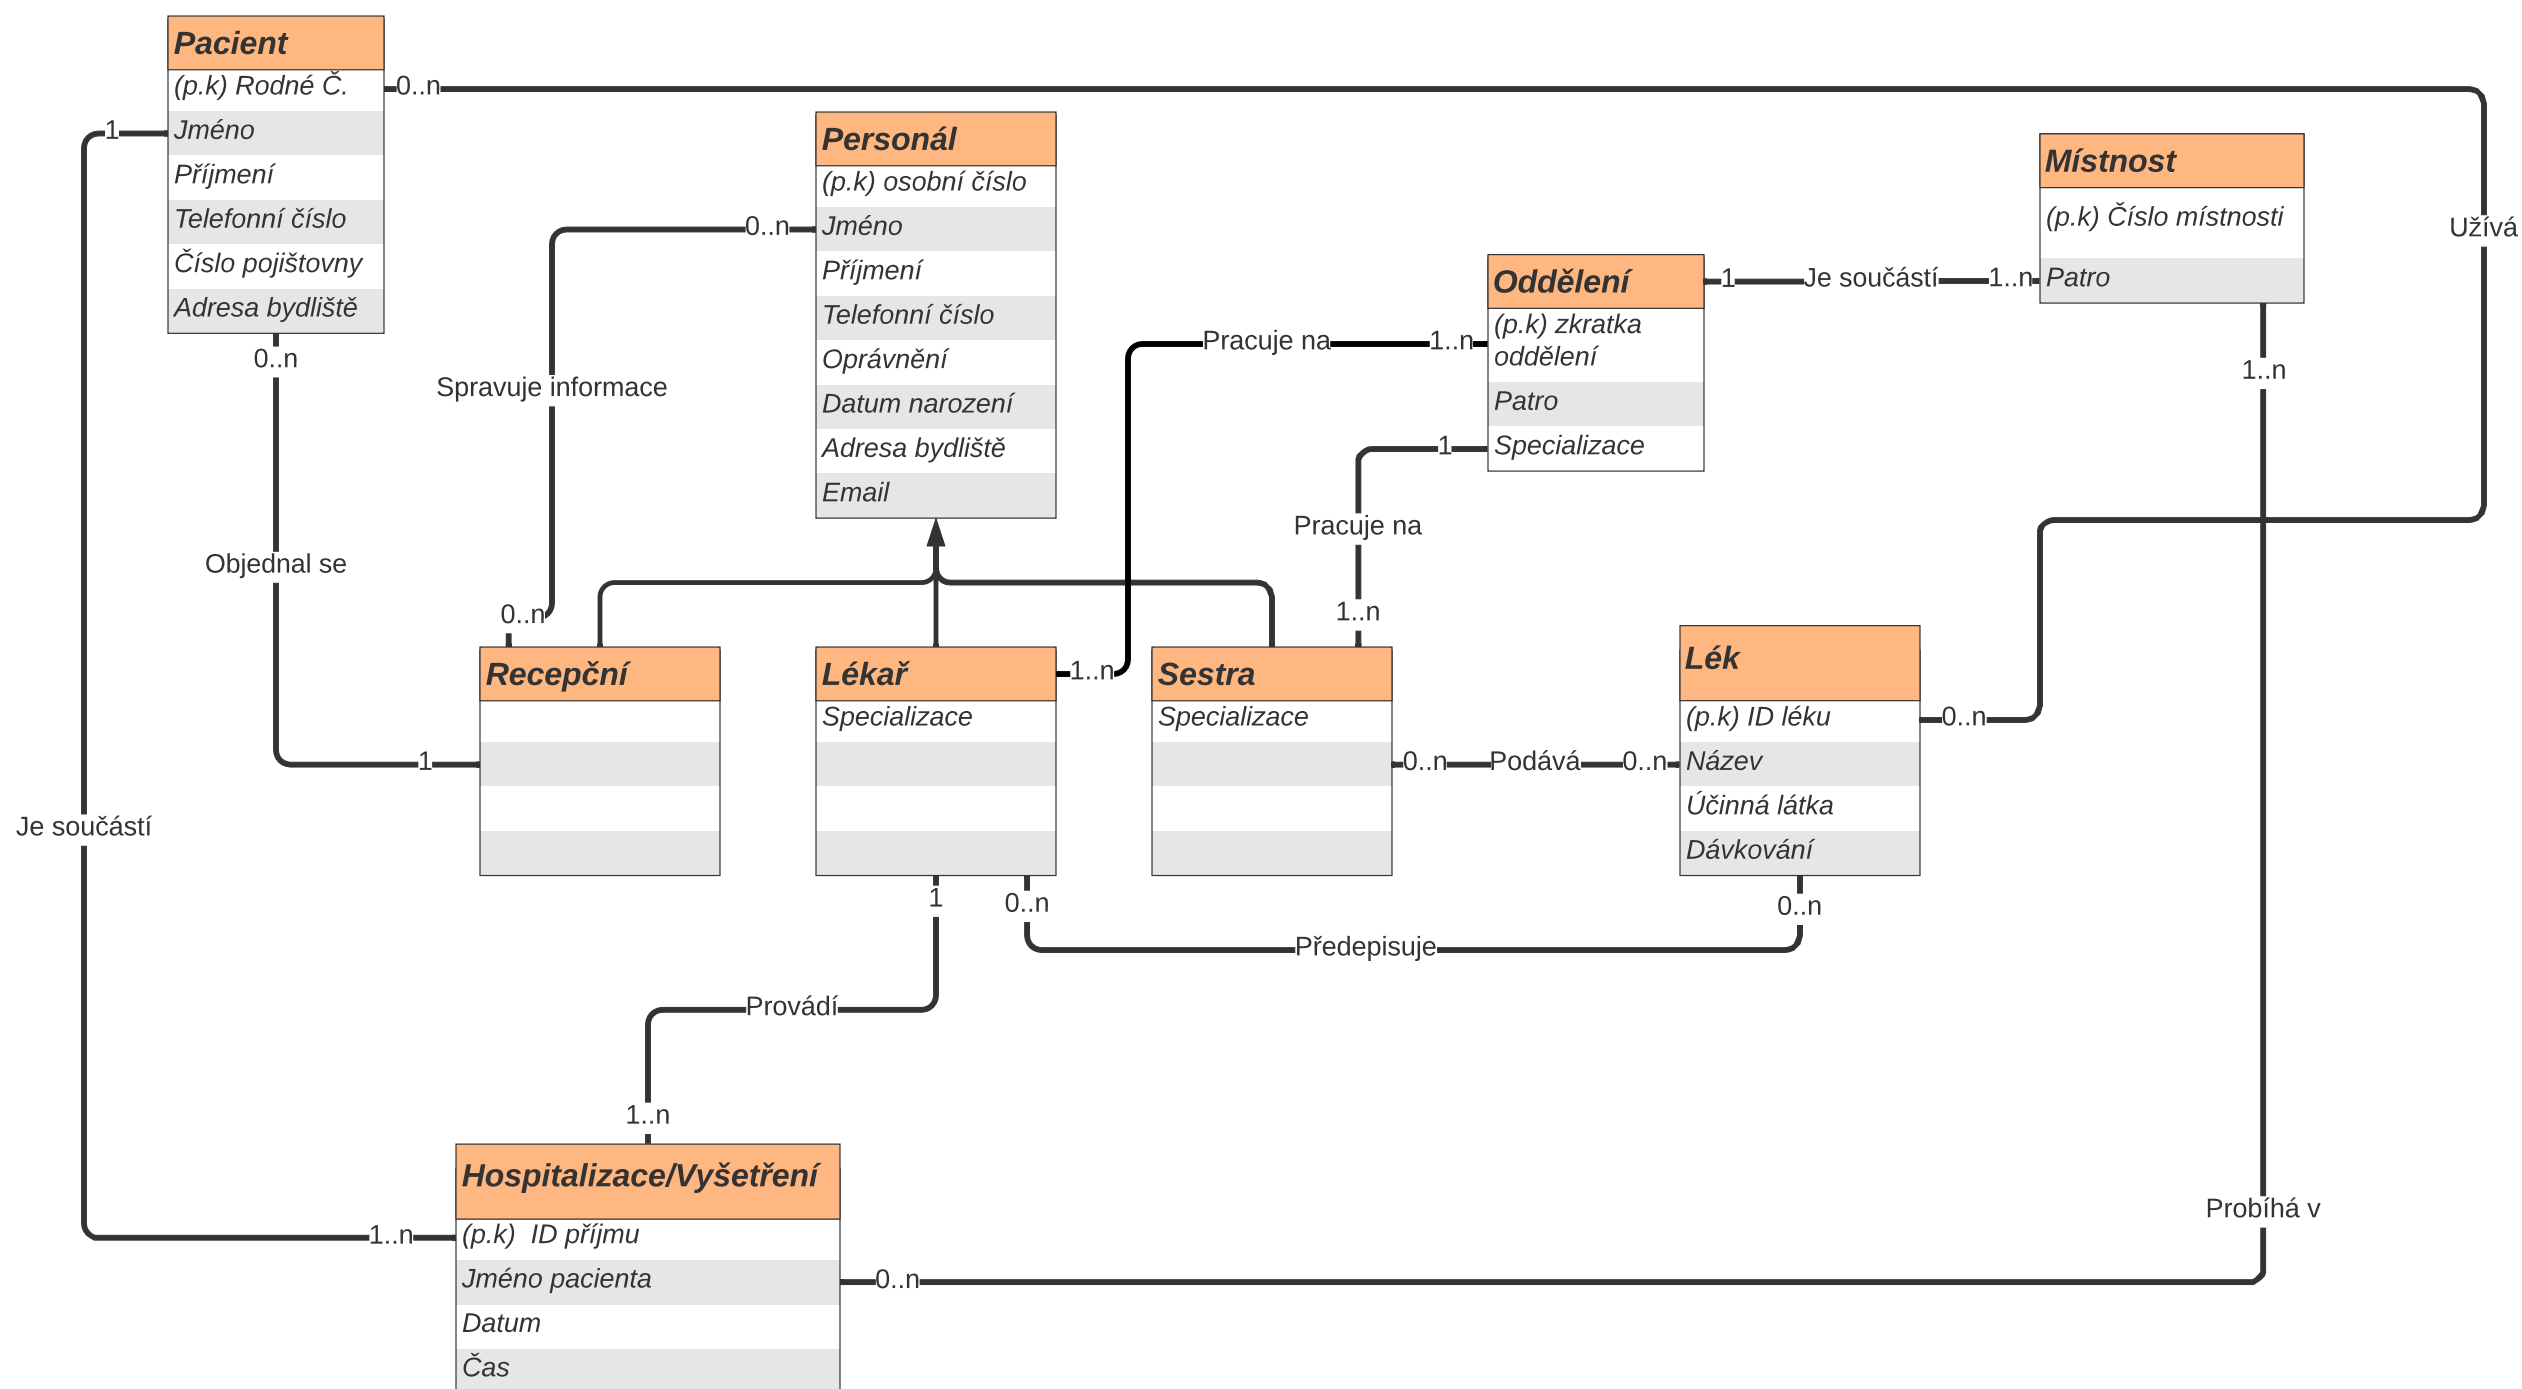 Pacient
(p.k) Rodné Č.
Jméno
Příjmení
Telefonní číslo
Číslo pojištovny
Adresa bydliště
0..n
1
0..n
Personál
(p.k) osobní číslo
Jméno
Příjmení
Telefonní číslo
Oprávnění
Datum narození
Adresa bydliště
Email
0..n
Spravuje informace
0..n
Místnost
(p.k) Číslo místnosti
Patro
1..n
Užívá
Oddělení
(p.k) zkratka
oddělení
Patro
Specializace
1
Je součástí
1..n
Pracuje na
1..n
1
Pracuje na
1..n
Objednal se
1
Je součástí
Recepční
Lékař
Specializace
1..n
Sestra
Specializace
0..n
Podává
0..n
Lék
(p.k) ID léku
Název
Účinná látka
Dávkování
0..n
1
0..n
Předepisuje
0..n
Provádí
1..n
Hospitalizace/Vyšetření
(p.k)  ID příjmu
Jméno pacienta
Datum
Čas
1..n
0..n
Probíhá v